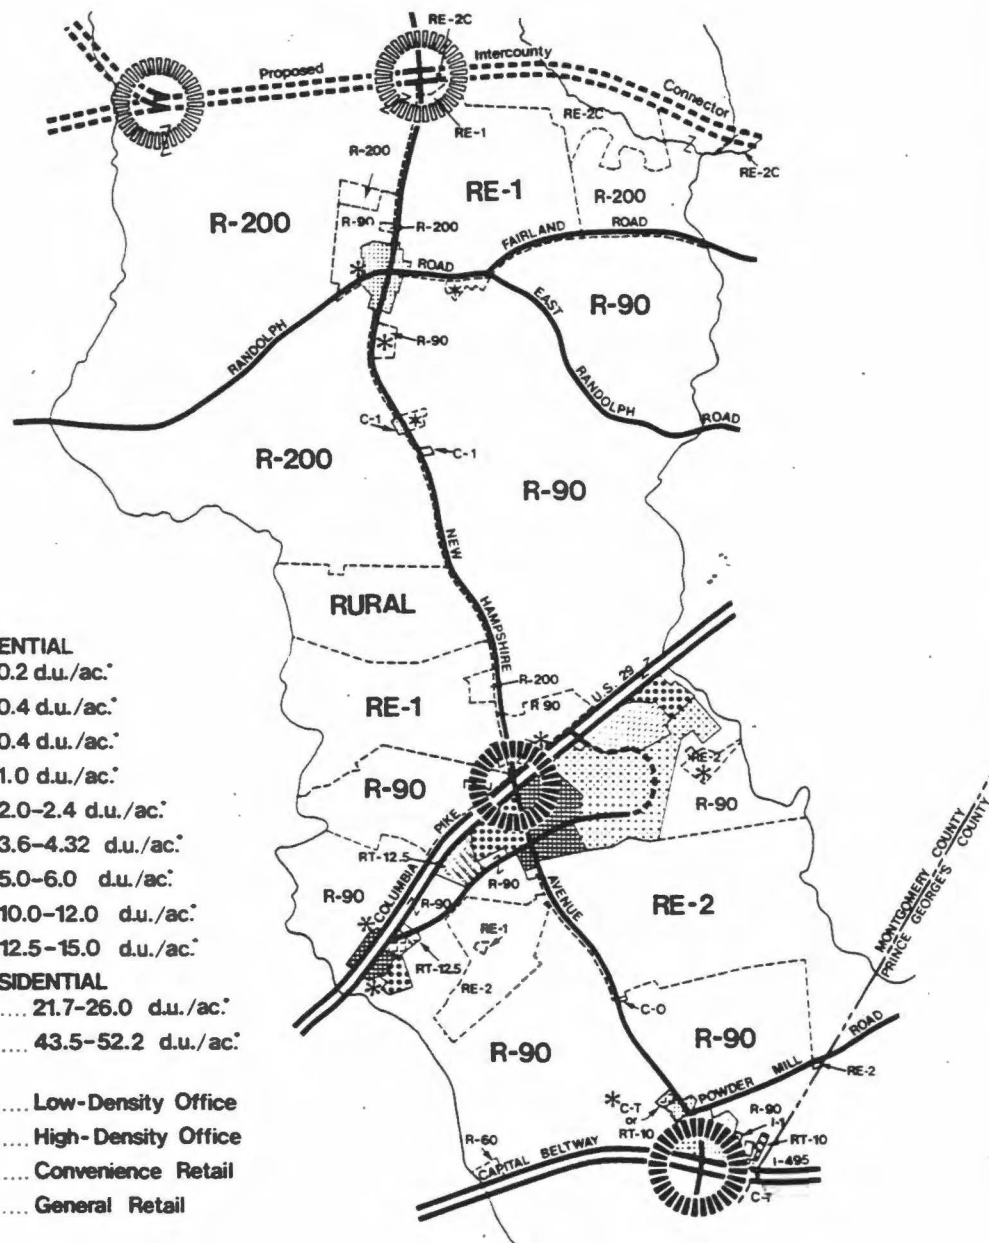 RE-2C
Proposed
Intercounty
Connector
RE-2C
RE-1
RE-2C
R-200
RE-1
R-200
R-200
R-90
R-200
FAIRLAND ROAD
ROAD
R-90
EAST
RANDOLPH
R-90
RANDOLPH
ROAD
C-1
C-1
R-200
R-90
NEW
HAMPSHIRE
RURAL
U.S. 29
R-200
RE-1
R 90
RE-2
R-90
R-90
PIKE
MONTGOMERY COUNTY
PRINCE GEORGE'S COUNTY
RT-12.5
R-90
AVENUE
COLUMBIA
R-90
R-90
RE-2
RE-1
RT-12.5
RE-2
C-O
R-90
R-90
ROAD
MILL
POWDER
RE-2
C-T
or
RT-10
R-90
I-1
RT-10
R-60
CAPITAL BELTWAY
I-495
C-T
ENTIAL
0.2 d.u./ac.*
0.4 d.u./ac.*
0.4 d.u./ac.*
1.0 d.u./ac.*
2.0-2.4 d.u./ac.*
3.6-4.32 d.u./ac.*
5.0-6.0 d.u./ac.*
10.0-12.0 d.u./ac.*
12.5-15.0 d.u./ac.*
SIDENTIAL
.... 21.7-26.0 d.u./ac.*
.... 43.5-52.2 d.u./ac.*
.... Low-Density Office
.... High-Density Office
.... Convenience Retail
.... General Retail